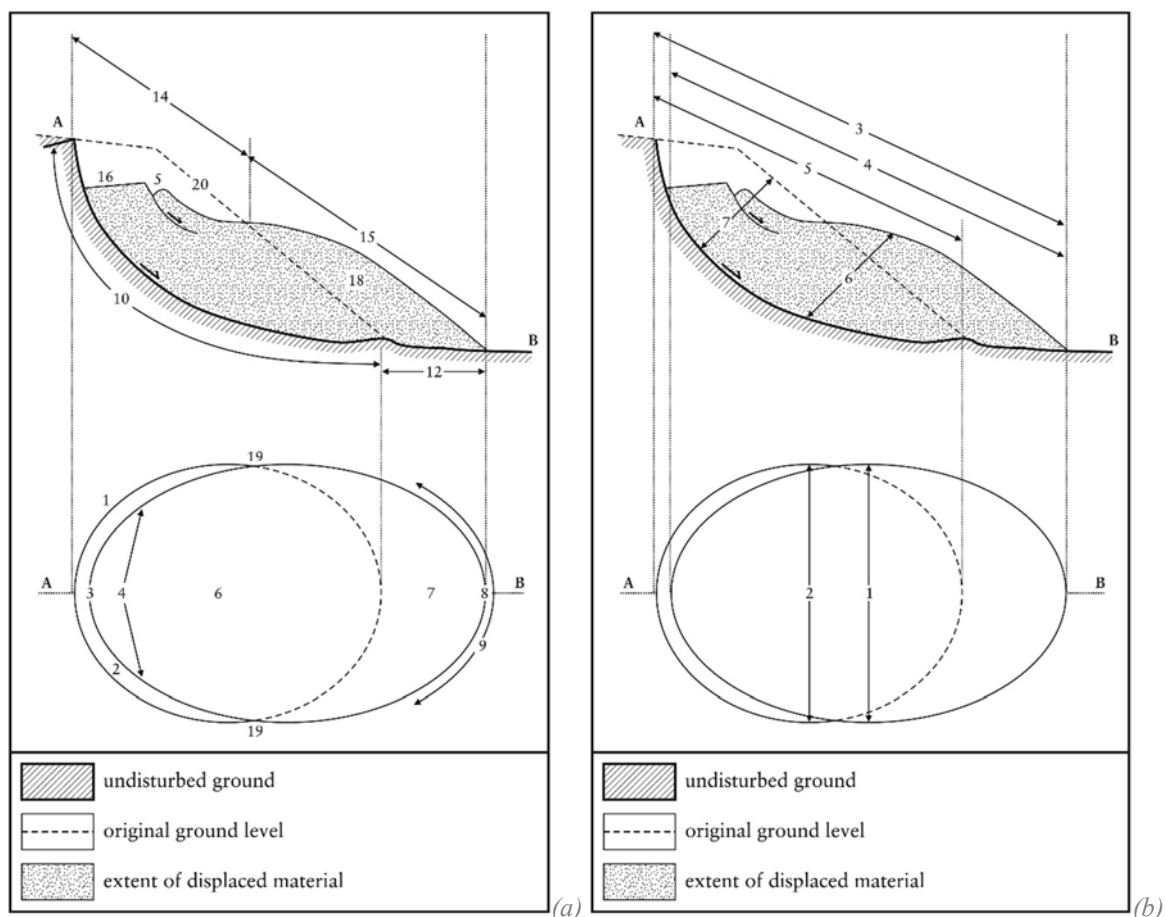 14
A
16
5
20
15
10
18
B
12
19
1
A
3
4
6
7
8
B
2
9
19
undisturbed ground
original ground level
extent of displaced material
(a)
3
A
4
5
7
6
B
A
2
1
B
undisturbed ground
original ground level
extent of displaced material
(b)